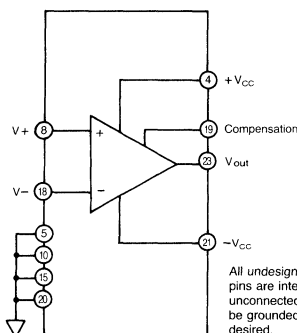 4 +VCC
V+ 8 + 19 Compensation
23 Vout
V− 18 −
5
21 −VCC
10
15
20
All undesign
pins are inte
unconnected
be grounded
desired.